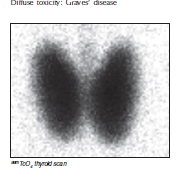 Diffuse toxicity: Graves' disease
⁹⁹ᵐTcO₄ thyroid scan